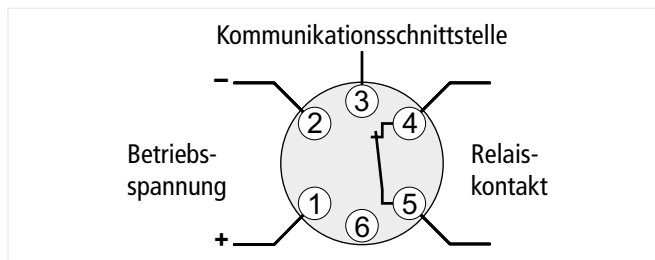 Kommunikationsschnittstelle
–
3
2
4
Betriebs-
spannung
Relais-
kontakt
1
5
6
+